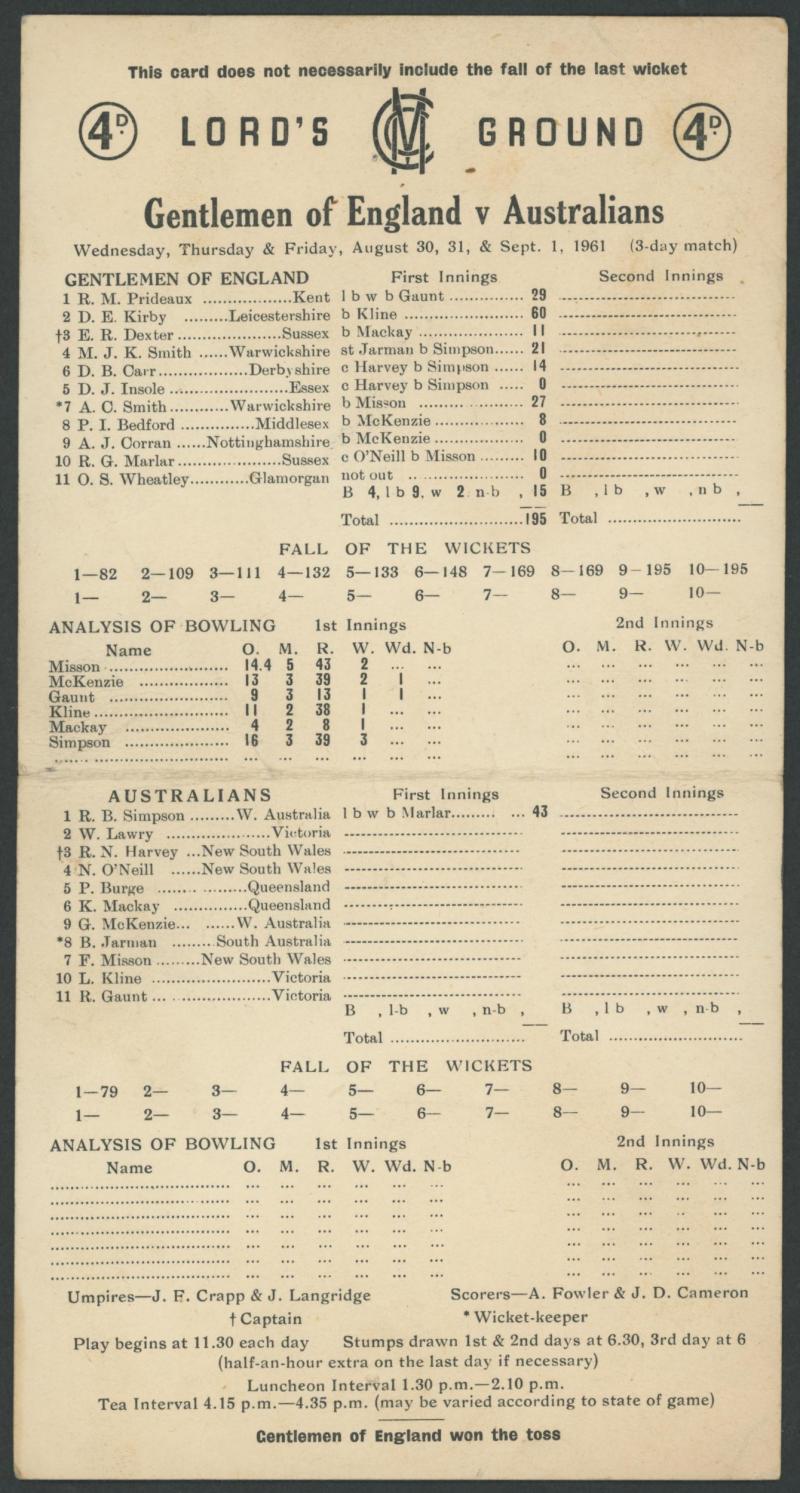 This card does not necessarily include the fall of the last wicket
4D. LORD'S MCC GROUND 4D.
Gentlemen of England v Australians
Wednesday, Thursday & Friday, August 30, 31, & Sept. 1, 1961 (3-day match)
GENTLEMEN OF ENGLAND First Innings Second Innings
1 R. M. Prideaux ..................Kent l b w b Gaunt ............... 29
2 D. E. Kirby .........Leicestershire b Kline ........................ 60
†3 E. R. Dexter .....................Sussex b Mackay ..................... 11
4 M. J. K. Smith ......Warwickshire st Jarman b Simpson...... 21
6 D. B. Carr..................Derbyshire c Harvey b Simpson ...... 14
5 D. J. Insole .......................Essex c Harvey b Simpson ..... 0
*7 A. C. Smith............Warwickshire b Misson .................... 27
8 P. I. Bedford ...............Middlesex b McKenzie .................. 8
9 A. J. Corran ......Nottinghamshire b McKenzie .................. 0
10 R. G. Marlar.....................Sussex c O'Neill b Misson ......... 10
11 O. S. Wheatley............Glamorgan not out ....................... 0
B 4, l b 9, w 2 n-b , 15 B , l b , w , n b ,
Total ...........................195 Total ...........................
FALL OF THE WICKETS
1—82 2—109 3—111 4—132 5—133 6—148 7—169 8—169 9—195 10—195
1— 2— 3— 4— 5— 6— 7— 8— 9— 10—
ANALYSIS OF BOWLING 1st Innings 2nd Innings
Name O. M. R. W. Wd. N-b O. M. R. W. Wd. N-b
Misson ........................ 14.4 5 43 2 ... ... ... ... ... ... ... ...
McKenzie .................. 13 3 39 2 1 ... ... ... ... ... ... ...
Gaunt ........................ 9 3 13 1 1 ... ... ... ... ... ... ...
Kline........................... 11 2 38 1 ... ... ... ... ... ... ... ...
Mackay ..................... 4 2 8 1 ... ... ... ... ... ... ... ...
Simpson ..................... 16 3 39 3 ... ... ... ... ... ... ... ...
AUSTRALIANS First Innings Second Innings
1 R. B. Simpson .........W. Australia l b w b Marlar......... ... 43
2 W. Lawry .....................Victoria
†3 R. N. Harvey ...New South Wales
4 N. O'Neill ......New South Wales
5 P. Burge ..................Queensland
6 K. Mackay ...............Queensland
9 G. McKenzie... ......W. Australia
*8 B. Jarman .........South Australia
7 F. Misson .........New South Wales
10 L. Kline ........................Victoria
11 R. Gaunt ........................Victoria
B , l-b , w , n-b , B , l b , w , n-b ,
Total ........................... Total ...........................
FALL OF THE WICKETS
1—79 2— 3— 4— 5— 6— 7— 8— 9— 10—
1— 2— 3— 4— 5— 6— 7— 8— 9— 10—
ANALYSIS OF BOWLING 1st Innings 2nd Innings
Name O. M. R. W. Wd. N-b O. M. R. W. Wd. N-b
Umpires—J. F. Crapp & J. Langridge Scorers—A. Fowler & J. D. Cameron
† Captain * Wicket-keeper
Play begins at 11.30 each day Stumps drawn 1st & 2nd days at 6.30, 3rd day at 6
(half-an-hour extra on the last day if necessary)
Luncheon Interval 1.30 p.m.—2.10 p.m.
Tea Interval 4.15 p.m.—4.35 p.m. (may be varied according to state of game)
Gentlemen of England won the toss